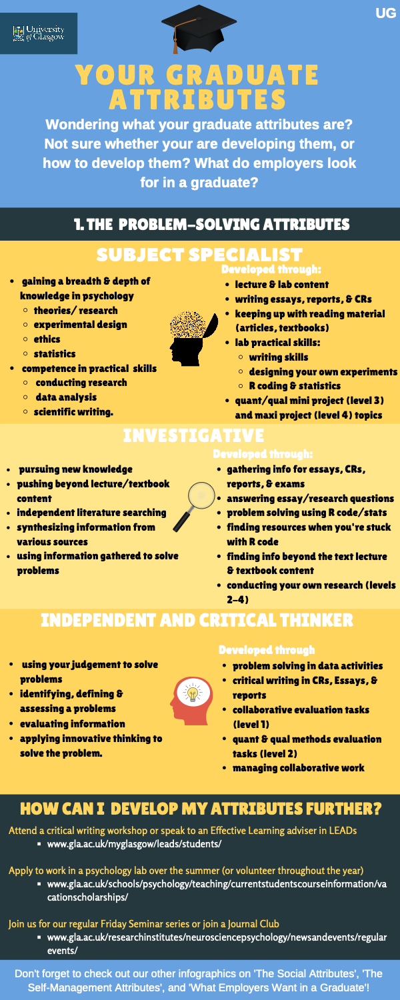 University
of Glasgow
UG
YOUR GRADUATE
ATTRIBUTES
Wondering what your graduate attributes are?
Not sure whether your are developing them, or
how to develop them? What do employers look
for in a graduate?
1. THE PROBLEM-SOLVING ATTRIBUTES
SUBJECT SPECIALIST
• gaining a breadth & depth of
knowledge in psychology
○ theories/ research
○ experimental design
○ ethics
○ statistics
• competence in practical skills
○ conducting research
○ data analysis
○ scientific writing.
Developed through:
• lecture & lab content
• writing essays, reports, & CRs
• keeping up with reading material
(articles, textbooks)
• lab practical skills:
○ writing skills
○ designing your own experiments
○ R coding & statistics
• quant/qual mini project (level 3)
and maxi project (level 4) topics
INVESTIGATIVE
• pursuing new knowledge
• pushing beyond lecture/textbook
content
• independent literature searching
• synthesizing information from
various sources
• using information gathered to solve
problems
Developed through:
• gathering info for essays, CRs,
reports, & exams
• answering essay/research questions
• problem solving using R code/stats
• finding resources when you're stuck
with R code
• finding info beyond the text lecture
& textbook content
• conducting your own research (levels
2-4)
INDEPENDENT AND CRITICAL THINKER
• using your judgement to solve
problems
• identifying, defining &
assessing a problems
• evaluating information
• applying innovative thinking to
solve the problem.
Developed through
• problem solving in data activities
• critical writing in CRs, Essays, &
reports
• collaborative evaluation tasks
(level 1)
• quant & qual methods evaluation
tasks (level 2)
• managing collaborative work
HOW CAN I DEVELOP MY ATTRIBUTES FURTHER?
Attend a critical writing workshop or speak to an Effective Learning adviser in LEADs
▪ www.gla.ac.uk/myglasgow/leads/students/
Apply to work in a psychology lab over the summer (or volunteer throughout the year)
▪ www.gla.ac.uk/schools/psychology/teaching/currentstudentscourseinformation/va
cationscholarships/
Join us for our regular Friday Seminar series or join a Journal Club
▪ www.gla.ac.uk/researchinstitutes/neurosciencepsychology/newsandevents/regular
events/
Don't forget to check out our other infographics on 'The Social Attributes', 'The
Self-Management Attributes', and 'What Employers Want in a Graduate'!